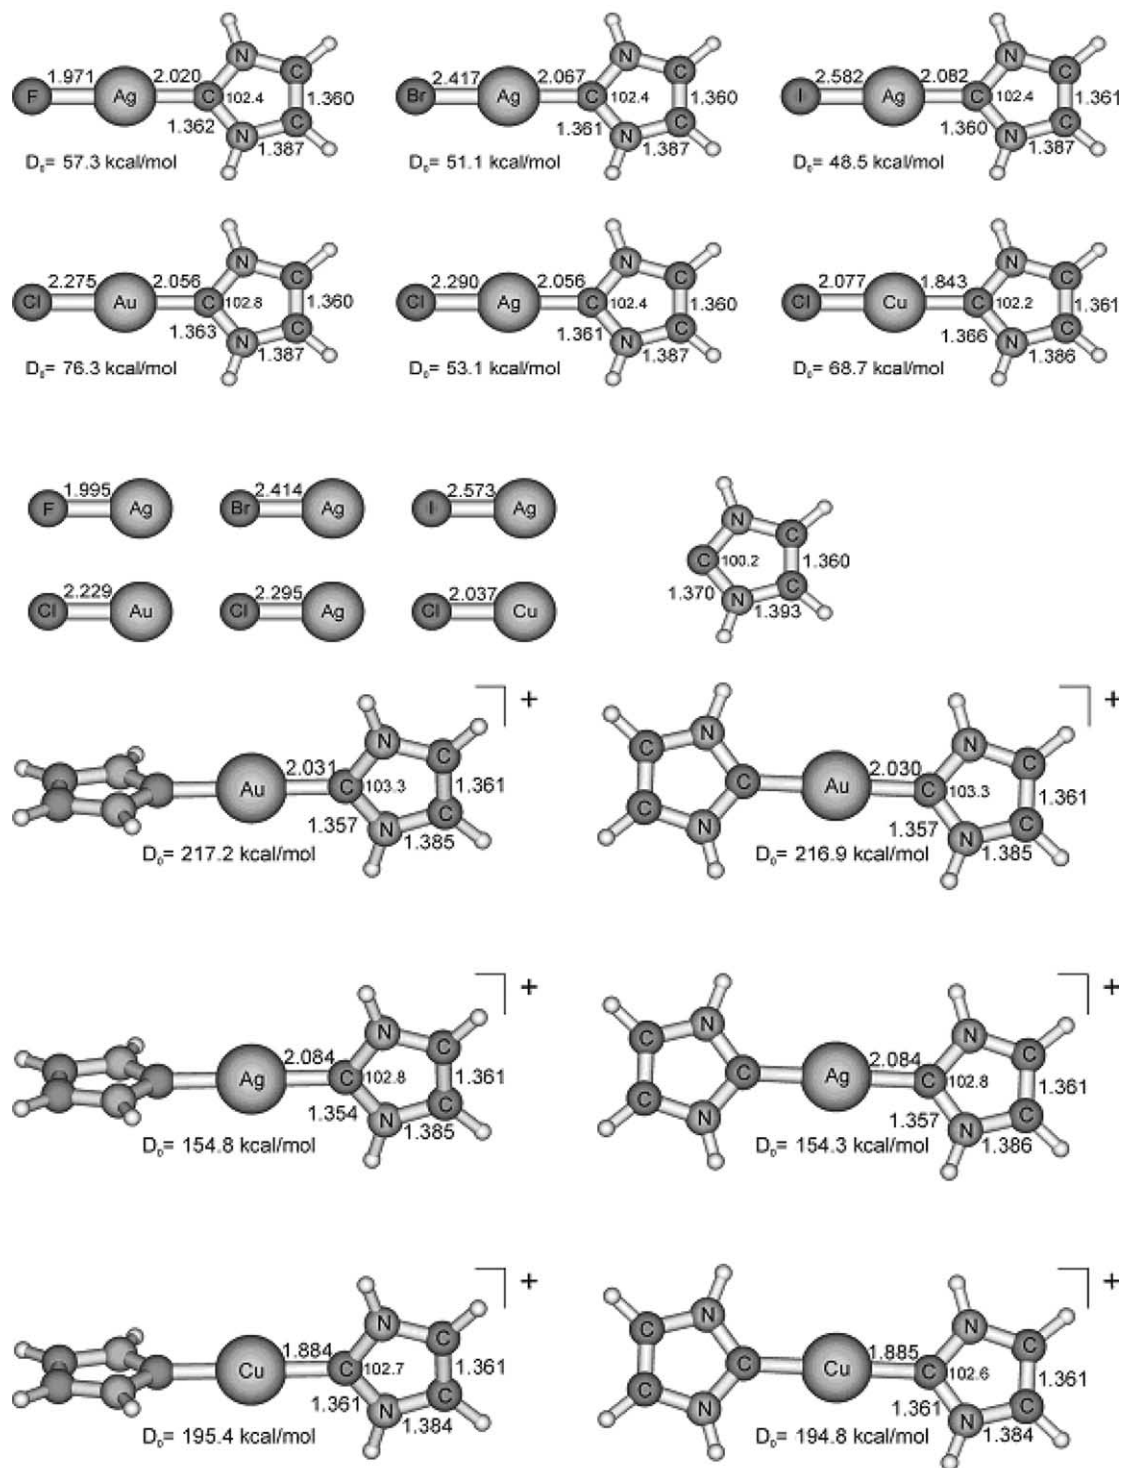 N
1.971 2.020 C
F Ag C 102.4 1.360
1.362 N C
1.387
D₀= 57.3 kcal/mol
N
2.417 2.067 C
Br Ag C 102.4 1.360
1.361 N C
1.387
D₀= 51.1 kcal/mol
N
2.582 2.082 C
I Ag C 102.4 1.361
1.360 N C
1.387
D₀= 48.5 kcal/mol
N
2.275 2.056 C
Cl Au C 102.8 1.360
1.363 N C
1.387
D₀= 76.3 kcal/mol
N
2.290 2.056 C
Cl Ag C 102.4 1.360
1.361 N C
1.387
D₀= 53.1 kcal/mol
N
2.077 1.843 C
Cl Cu C 102.2 1.361
1.366 N C
1.386
D₀= 68.7 kcal/mol
1.995
F Ag
2.414
Br Ag
2.573
I Ag
N
C
C 100.2 1.360
1.370 N C
1.393
2.229
Cl Au
2.295
Cl Ag
2.037
Cl Cu
+
N
2.031 C
Au C 103.3 1.361
1.357 N C
1.385
D₀= 217.2 kcal/mol
+
N N
C 2.030 C
C Au C 103.3 1.361
C N 1.357 N C
1.385
D₀= 216.9 kcal/mol
+
N
2.084 C
Ag C 102.8 1.361
1.354 N C
1.385
D₀= 154.8 kcal/mol
+
N N
C 2.084 C
C Ag C 102.8 1.361
C N 1.357 N C
1.386
D₀= 154.3 kcal/mol
+
N
1.884 C
Cu C 102.7 1.361
1.361 N C
1.384
D₀= 195.4 kcal/mol
+
N N
C 1.885 C
C Cu C 102.6 1.361
C N 1.361 N C
1.384
D₀= 194.8 kcal/mol